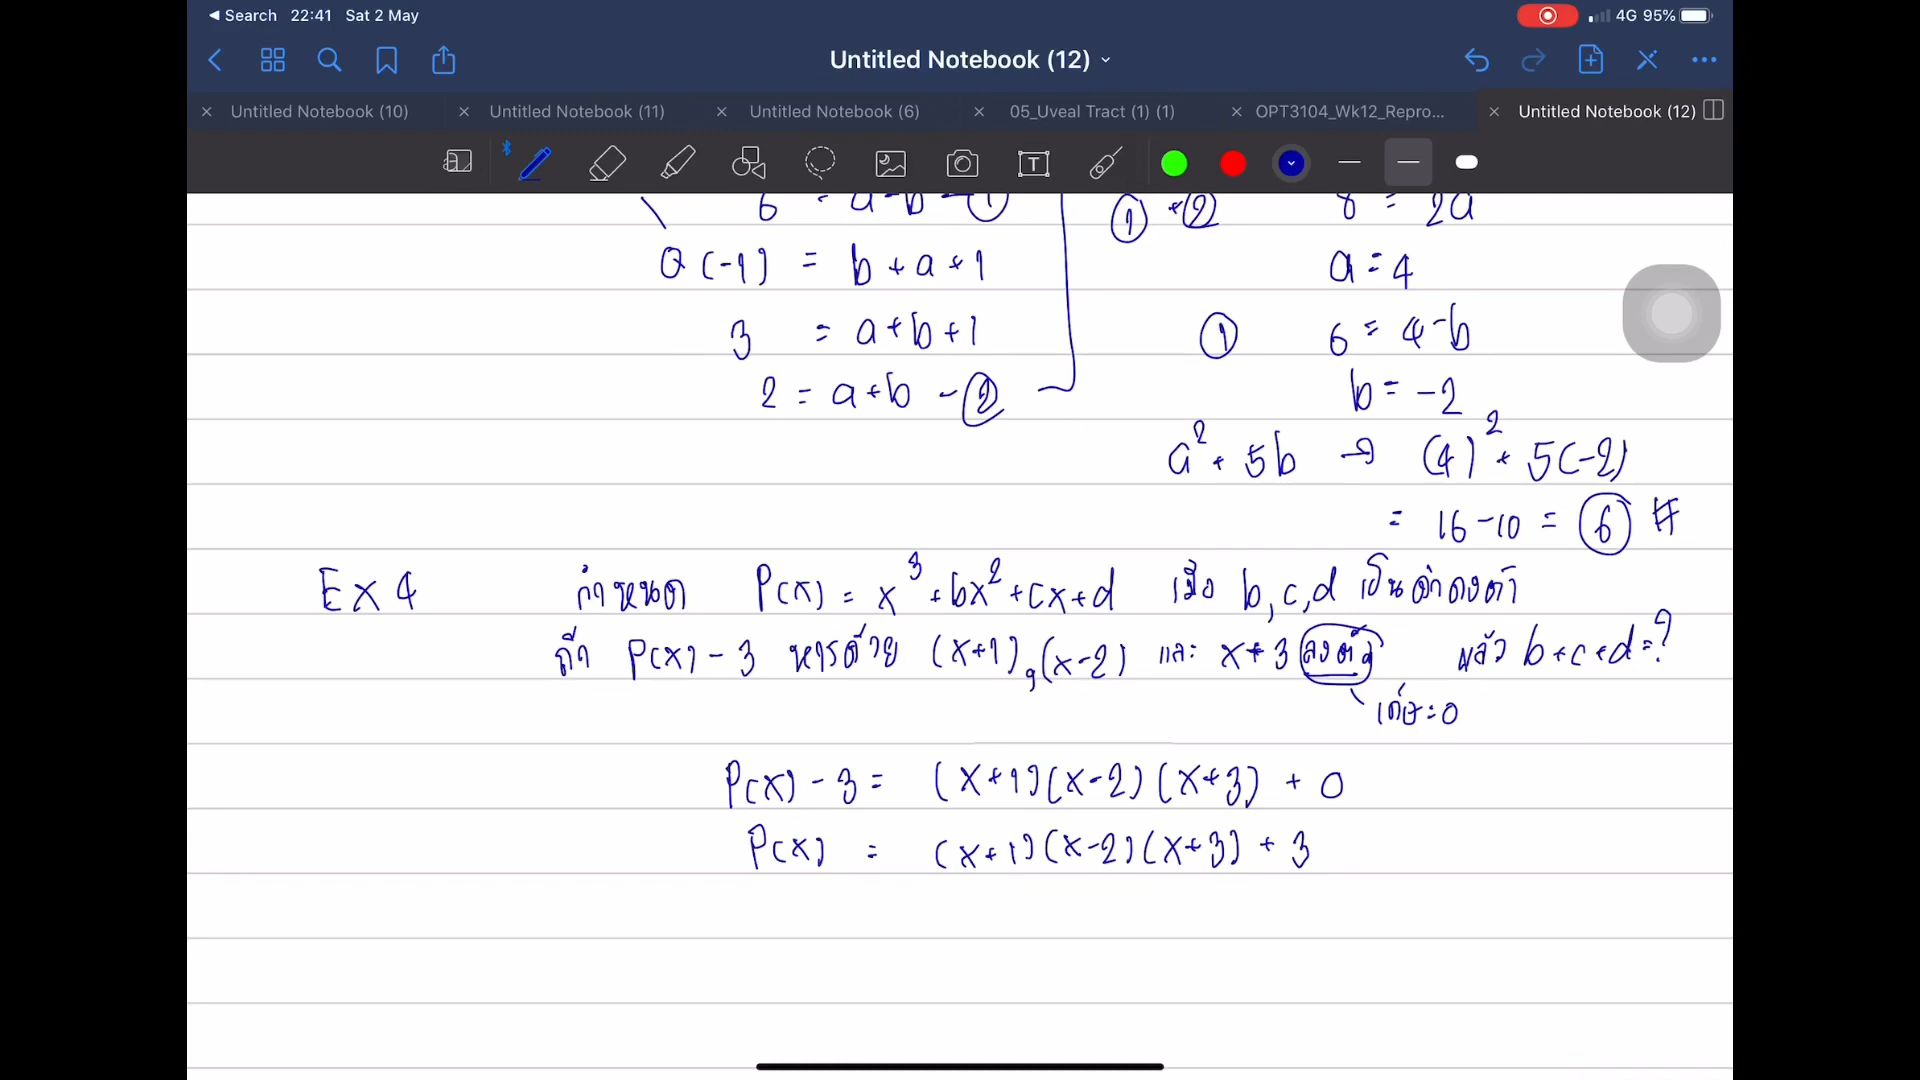 Search 22:41 Sat 2 May 4G 95%
Untitled Notebook (12)
Untitled Notebook (10) Untitled Notebook (11) Untitled Notebook (6) 05_Uveal Tract (1) (1) OPT3104_Wk12_Repro... Untitled Notebook (12)
6 = a-b - ①
Q(-1) = b+a+1
3 = a+b+1
2 = a+b - ②
① + ② 8 = 2a
a = 4
① 6 = 4-b
b = -2
a² + 5b → (4)² + 5(-2)
= 16-10 = 6 #
Ex 4 กำหนด P(x) = x³+bx²+cx+d เมื่อ b,c,d เป็นค่าคงตัว
ถ้า P(x) - 3 หารด้วย (x+1), (x-2) และ x+3 ลงตัว แล้ว b+c+d=?
เศษ=0
P(x) - 3 = (x+1)(x-2)(x+3) + 0
P(x) = (x+1)(x-2)(x+3) + 3